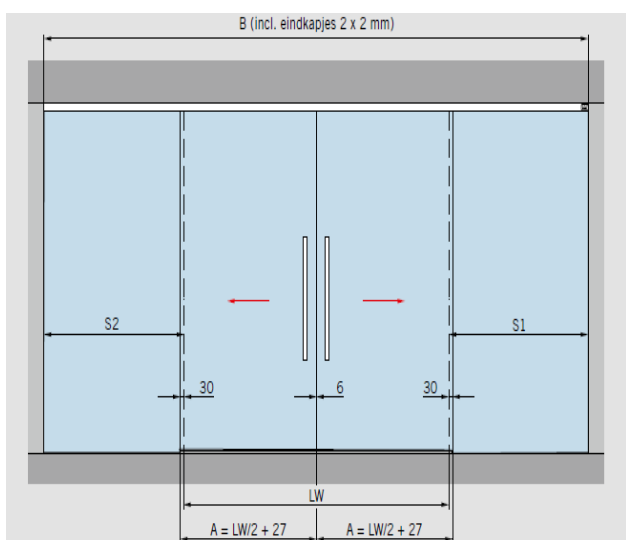 B (incl. eindkapjes 2 x 2 mm)
S2
S1
30
6
30
LW
A = LW/2 + 27
A = LW/2 + 27